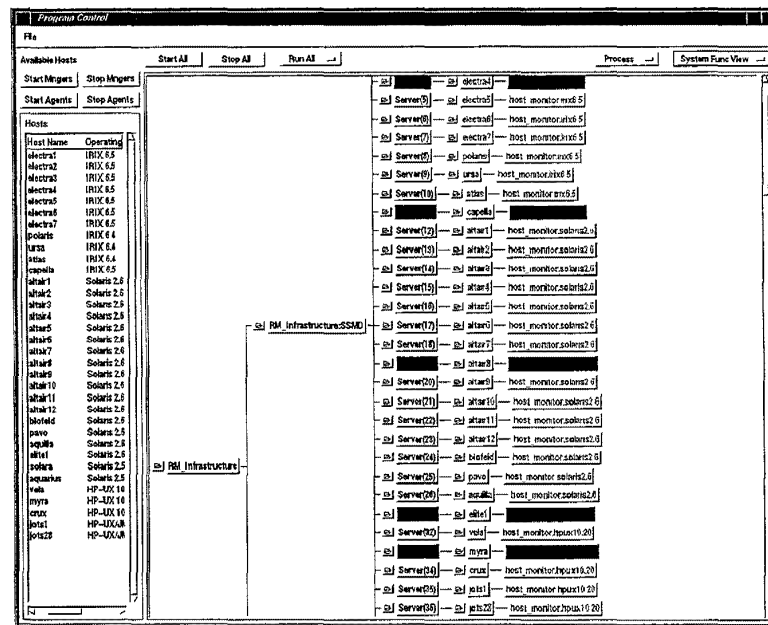 Program Control
File
Available Hosts
Start All Stop All Run All Process System Func View
Start Mngers Stop Mngers
Start Agents Stop Agents
Hosts:
Host Name Operating
electra1 IRIX 6.5
electra2 IRIX 6.5
electra3 IRIX 6.5
electra4 IRIX 6.5
electra5 IRIX 6.5
electra6 IRIX 6.5
electra7 IRIX 6.5
polaris IRIX 6.4
ursa IRIX 6.4
atlas IRIX 6.4
capella IRIX 6.5
altair1 Solaris 2.6
altair2 Solaris 2.6
altair3 Solaris 2.6
altair4 Solaris 2.6
altair5 Solaris 2.6
altair6 Solaris 2.6
altair7 Solaris 2.6
altair8 Solaris 2.6
altair9 Solaris 2.6
altair10 Solaris 2.6
altair11 Solaris 2.6
altair12 Solaris 2.6
blofeld Solaris 2.6
pavo Solaris 2.6
aquilla Solaris 2.6
elite1 Solaris 2.6
solara Solaris 2.5
aquarius Solaris 2.5
vela HP-UX 10
myra HP-UX 10
crux HP-UX 10
jots1
jots28
RM_Infrastructure
RM_Infrastructure:SSMD
electra4
Server(5) electra5 host_monitor.irix6.5
Server(6) electra6 host_monitor.irix6.5
Server(7) electra7 host_monitor.irix6.5
Server(8) polaris host_monitor.irix6.5
Server(9) ursa host_monitor.irix6.5
Server(10) atlas host_monitor.irix6.5
capella
Server(12) altair1 host_monitor.solaris2.6
Server(13) altair2 host_monitor.solaris2.6
Server(14) altair3 host_monitor.solaris2.6
Server(15) altair4 host_monitor.solaris2.6
Server(16) altair5 host_monitor.solaris2.6
Server(17) altair6 host_monitor.solaris2.6
Server(18) altair7 host_monitor.solaris2.6
altair8
Server(20) altair9 host_monitor.solaris2.6
Server(21) altair10 host_monitor.solaris2.6
Server(22) altair11 host_monitor.solaris2.6
Server(23) altair12 host_monitor.solaris2.6
Server(24) blofeld host_monitor.solaris2.6
Server(25) pavo host_monitor.solaris2.6
Server(26) aquilla host_monitor.solaris2.6
elite1
Server(32) vela host_monitor.hpux10.20
myra
Server(34) crux host_monitor.hpux10.20
Server(35) jots1 host_monitor.hpux10.20
Server(36) jots28 host_monitor.hpux10.20